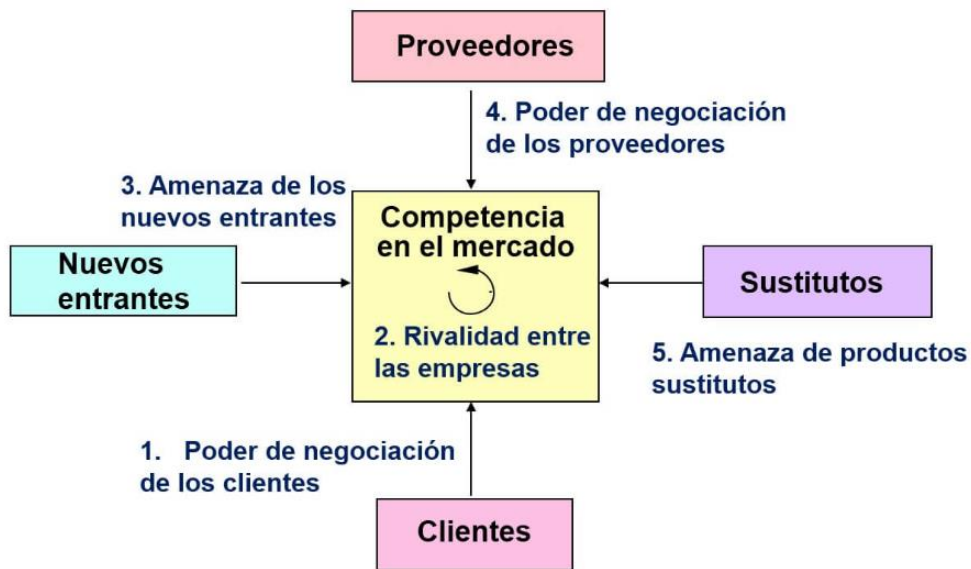 Proveedores
4. Poder de negociación
de los proveedores
3. Amenaza de los
nuevos entrantes
Competencia
en el mercado
Nuevos
entrantes
Sustitutos
2. Rivalidad entre
las empresas
5. Amenaza de productos
sustitutos
1. Poder de negociación
de los clientes
Clientes